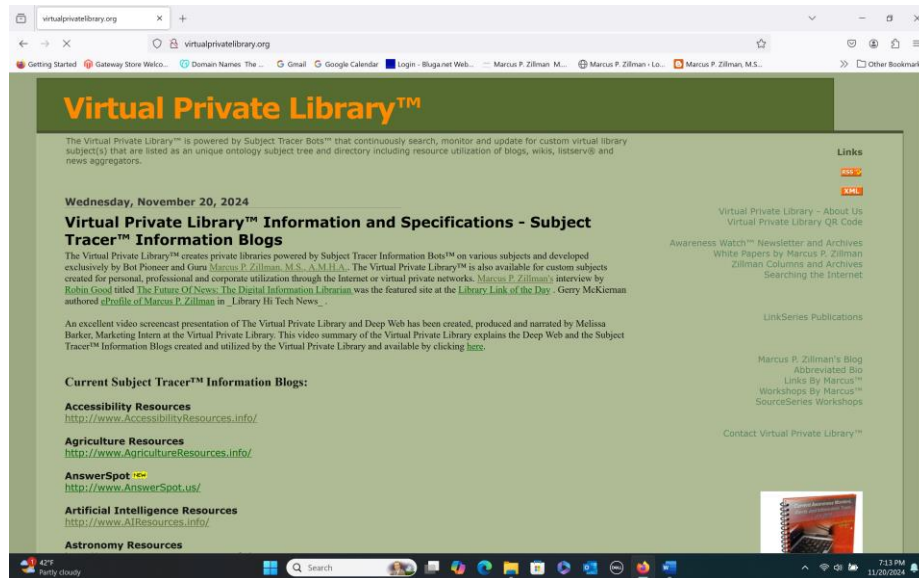 virtualprivatelibrary.org
virtualprivatelibrary.org
Getting Started
Gateway Store Welco...
Domain Names The ...
Gmail
Google Calendar
Login - Bluga.net Web...
Marcus P. Zillman M...
Marcus P. Zillman › Lo...
Marcus P. Zillman, M.S...
Other Bookmark
Virtual Private Library™
The Virtual Private Library™ is powered by Subject Tracer Bots™ that continuously search, monitor and update for custom virtual library
subject(s) that are listed as an unique ontology subject tree and directory including resource utilization of blogs, wikis, listserv® and
news aggregators.
Wednesday, November 20, 2024
Virtual Private Library™ Information and Specifications - Subject
Tracer™ Information Blogs
The Virtual Private Library™ creates private libraries powered by Subject Tracer Information Bots™ on various subjects and developed
exclusively by Bot Pioneer and Guru Marcus P. Zillman, M.S., A.M.H.A.. The Virtual Private Library™ is also available for custom subjects
created for personal, professional and corporate utilization through the Internet or virtual private networks. Marcus P. Zillman's interview by
Robin Good titled The Future Of News: The Digital Information Librarian was the featured site at the Library Link of the Day . Gerry McKiernan
authored eProfile of Marcus P. Zillman in _Library Hi Tech News_ .
An excellent video screencast presentation of The Virtual Private Library and Deep Web has been created, produced and narrated by Melissa
Barker, Marketing Intern at the Virtual Private Library. This video summary of the Virtual Private Library explains the Deep Web and the Subject
Tracer™ Information Blogs created and utilized by the Virtual Private Library and available by clicking here.
Current Subject Tracer™ Information Blogs:
Accessibility Resources
http://www.AccessibilityResources.info/
Agriculture Resources
http://www.AgricultureResources.info/
AnswerSpot NEW
http://www.AnswerSpot.us/
Artificial Intelligence Resources
http://www.AIResources.info/
Astronomy Resources
Links
RSS
XML
Virtual Private Library - About Us
Virtual Private Library QR Code
Awareness Watch™ Newsletter and Archives
White Papers by Marcus P. Zillman
Zillman Columns and Archives
Searching the Internet
LinkSeries Publications
Marcus P. Zillman's Blog
Abbreviated Bio
Links By Marcus™
Workshops By Marcus™
SourceSeries Workshops
Contact Virtual Private Library™
42°F
Partly cloudy
Search
7:13 PM
11/20/2024